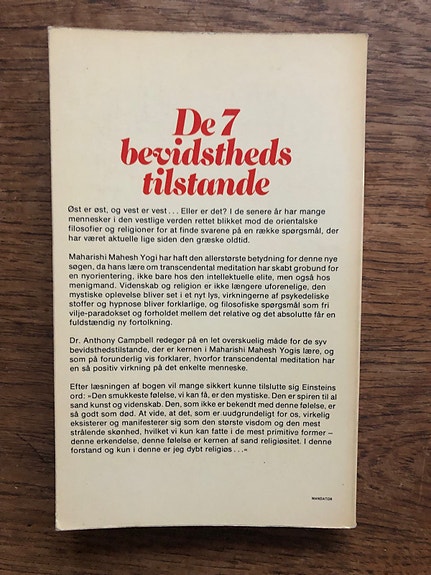 De 7
bevidstheds
tilstande
Øst er øst, og vest er vest... Eller er det? I de senere år har mange
mennesker i den vestlige verden rettet blikket mod de orientalske
filosofier og religioner for at finde svarene på en række spørgsmål, der
har været aktuelle lige siden den græske oldtid.
Maharishi Mahesh Yogi har haft den allerstørste betydning for denne nye
søgen, da hans lære om transcendental meditation har skabt grobund for
en nyorientering, ikke bare hos den intellektuelle elite, men også hos
menigmand. Videnskab og religion er ikke længere uforenelige, den
mystiske oplevelse bliver set i et nyt lys, virkningerne af psykedeliske
stoffer og hypnose bliver forklarlige, og filosofiske spørgsmål som fri
vilje-paradokset og forholdet mellem det relative og det absolutte får en
fuldstændig ny fortolkning.
Dr. Anthony Campbell redegør på en let overskuelig måde for de syv
bevidsthedstilstande, der er kernen i Maharishi Mahesh Yogis lære, og
som på forunderlig vis forklarer, hvorfor transcendental meditation har
en så positiv virkning på det enkelte menneske.
Efter læsningen af bogen vil mange sikkert kunne tilslutte sig Einsteins
ord: »Den smukkeste følelse, vi kan få, er den mystiske. Den er spiren til al
sand kunst og videnskab. Den, som ikke er bekendt med denne følelse, er
så godt som død. At vide, at det, som er uudgrundeligt for os, virkelig
eksisterer og manifesterer sig som den største visdom og den mest
strålende skønhed, hvilket vi kun kan fatte i de mest primitive former –
denne erkendelse, denne følelse er kernen af sand religiøsitet. I denne
forstand og kun i denne er jeg dybt religiøs...«
MANDATOR